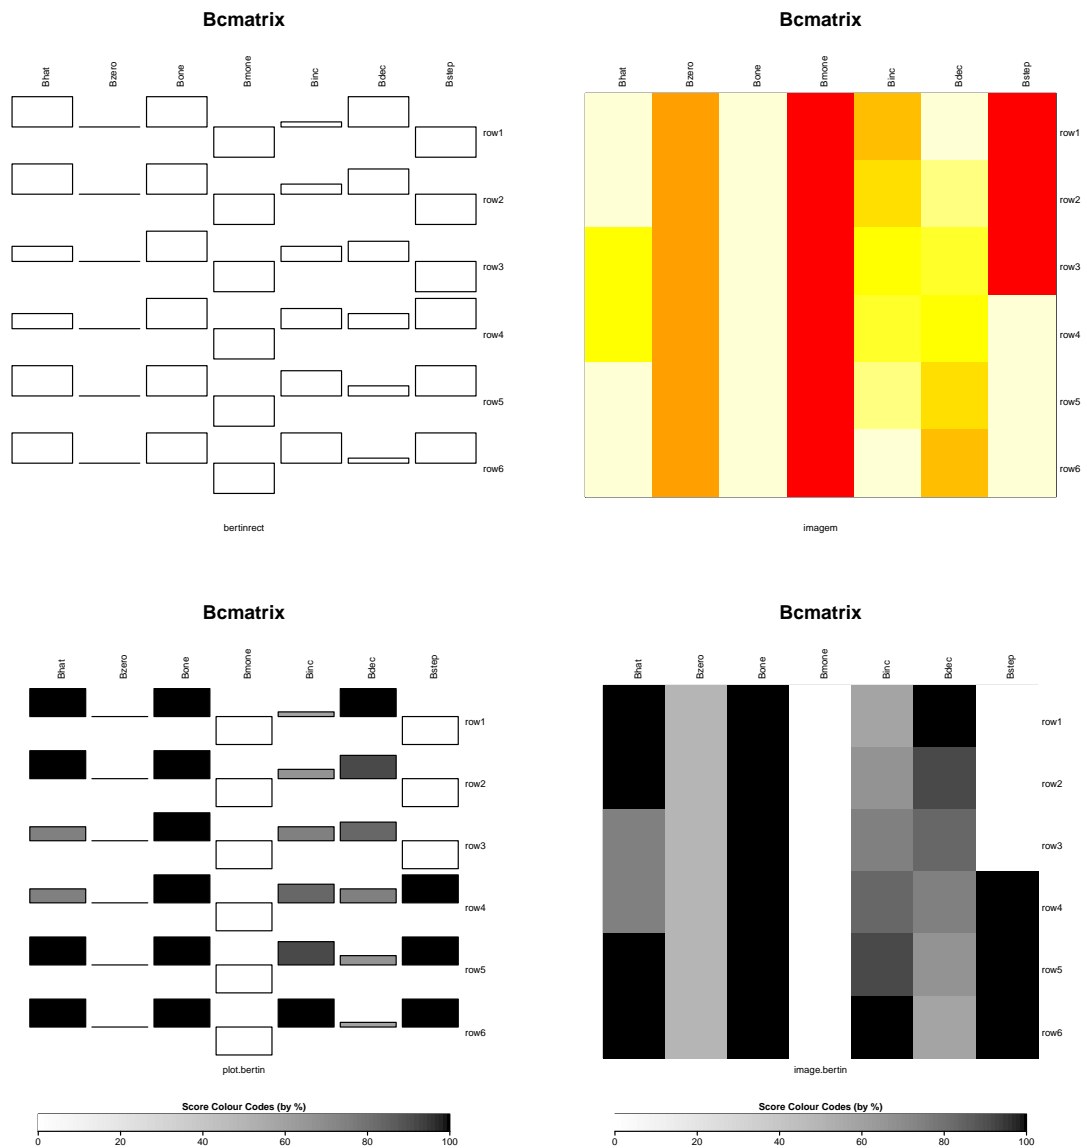 Bcmatrix
Bhat Bzero Bone Bmone Binc Bdec Bstep
row1
row2
row3
row4
row5
row6
bertinrect
Bcmatrix
Bhat Bzero Bone Bmone Binc Bdec Bstep
row1
row2
row3
row4
row5
row6
imagem
Bcmatrix
Bhat Bzero Bone Bmone Binc Bdec Bstep
row1
row2
row3
row4
row5
row6
plot.bertin
Score Colour Codes (by %)
0 20 40 60 80 100
Bcmatrix
Bhat Bzero Bone Bmone Binc Bdec Bstep
row1
row2
row3
row4
row5
row6
image.bertin
Score Colour Codes (by %)
0 20 40 60 80 100